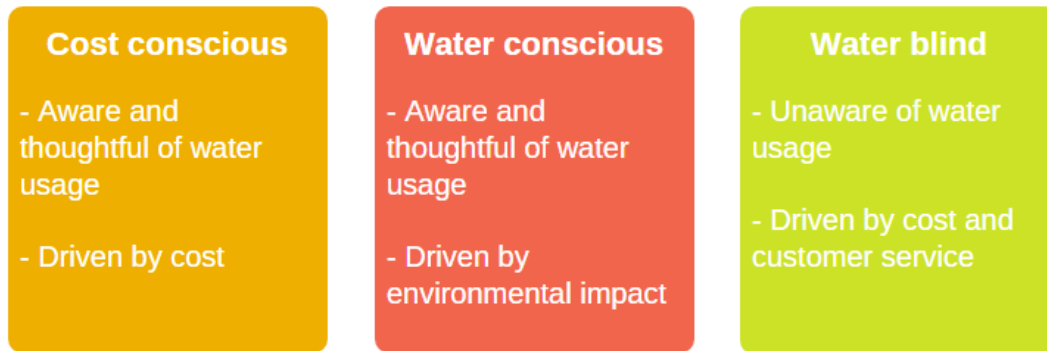 Cost conscious
- Aware and
thoughtful of water
usage
- Driven by cost
Water conscious
- Aware and
thoughtful of water
usage
- Driven by
environmental impact
Water blind
- Unaware of water
usage
- Driven by cost and
customer service